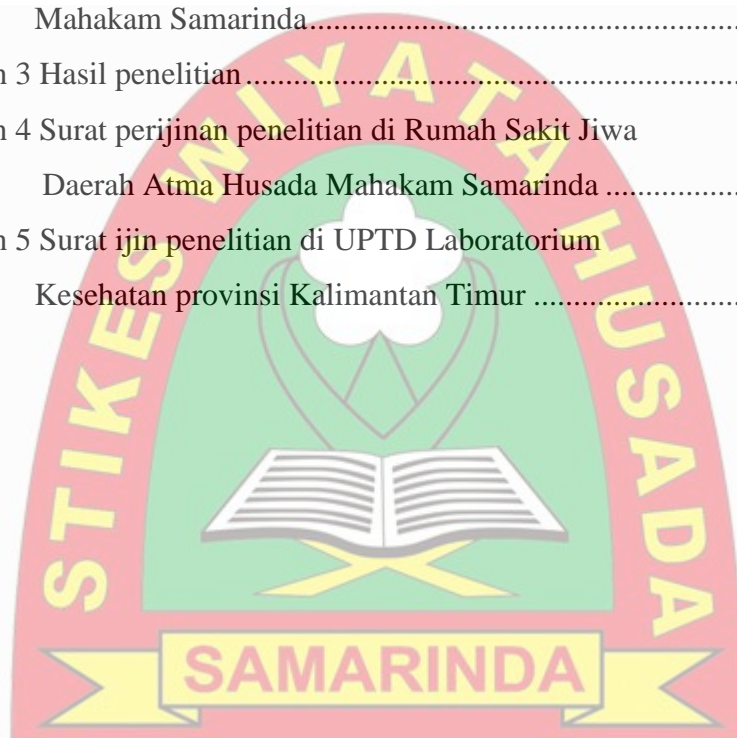 Mahakam Samarinda......................................................
n 3 Hasil penelitian..............................................................
n 4 Surat perijinan penelitian di Rumah Sakit Jiwa
Daerah Atma Husada Mahakam Samarinda ..................
n 5 Surat ijin penelitian di UPTD Laboratorium
Kesehatan provinsi Kalimantan Timur ...........................
STIKES WIYATA HUSADA
SAMARINDA